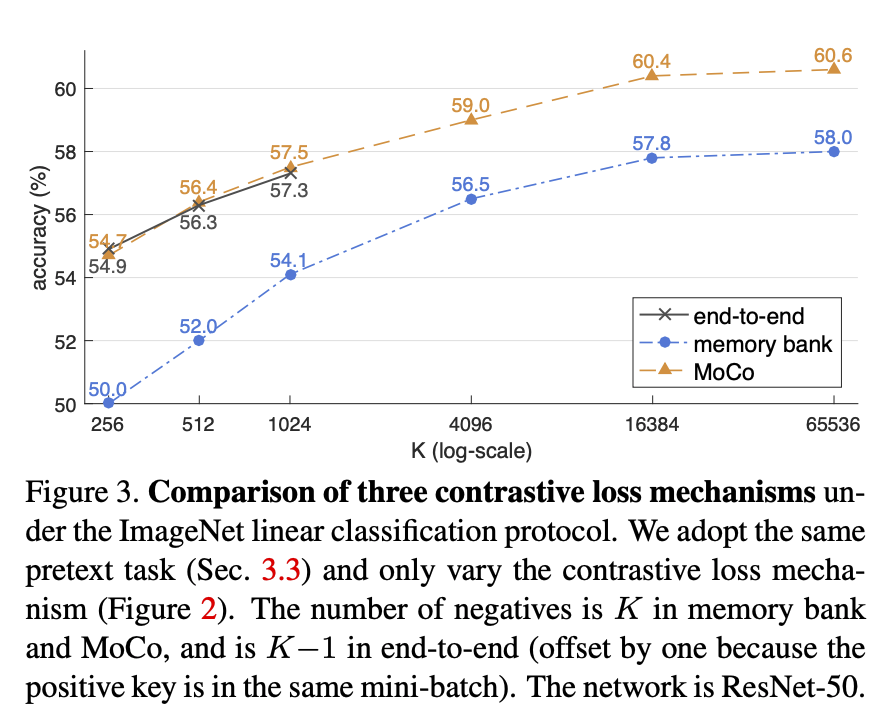 60.6
60.4
60
59.0
58.0
58
57.8
57.5
57.3
56.5
56.4
56.3
56
54.7
54.9
54.1
54
52.0
52
50.0
50
accuracy (%)
end-to-end
memory bank
MoCo
256 512 1024 4096 16384 65536
K (log-scale)
Figure 3. Comparison of three contrastive loss mechanisms un-
der the ImageNet linear classification protocol. We adopt the same
pretext task (Sec. 3.3) and only vary the contrastive loss mecha-
nism (Figure 2). The number of negatives is K in memory bank
and MoCo, and is K−1 in end-to-end (offset by one because the
positive key is in the same mini-batch). The network is ResNet-50.